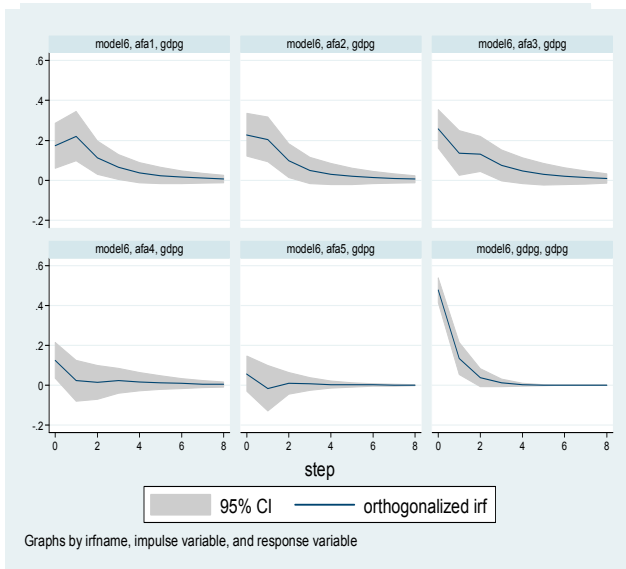 model6, afa1, gdpg
model6, afa2, gdpg
model6, afa3, gdpg
.6
.4
.2
0
-.2
model6, afa4, gdpg
model6, afa5, gdpg
model6, gdpg, gdpg
.6
.4
.2
0
-.2
0 2 4 6 8
0 2 4 6 8
0 2 4 6 8
step
95% CI
orthogonalized irf
Graphs by irfname, impulse variable, and response variable